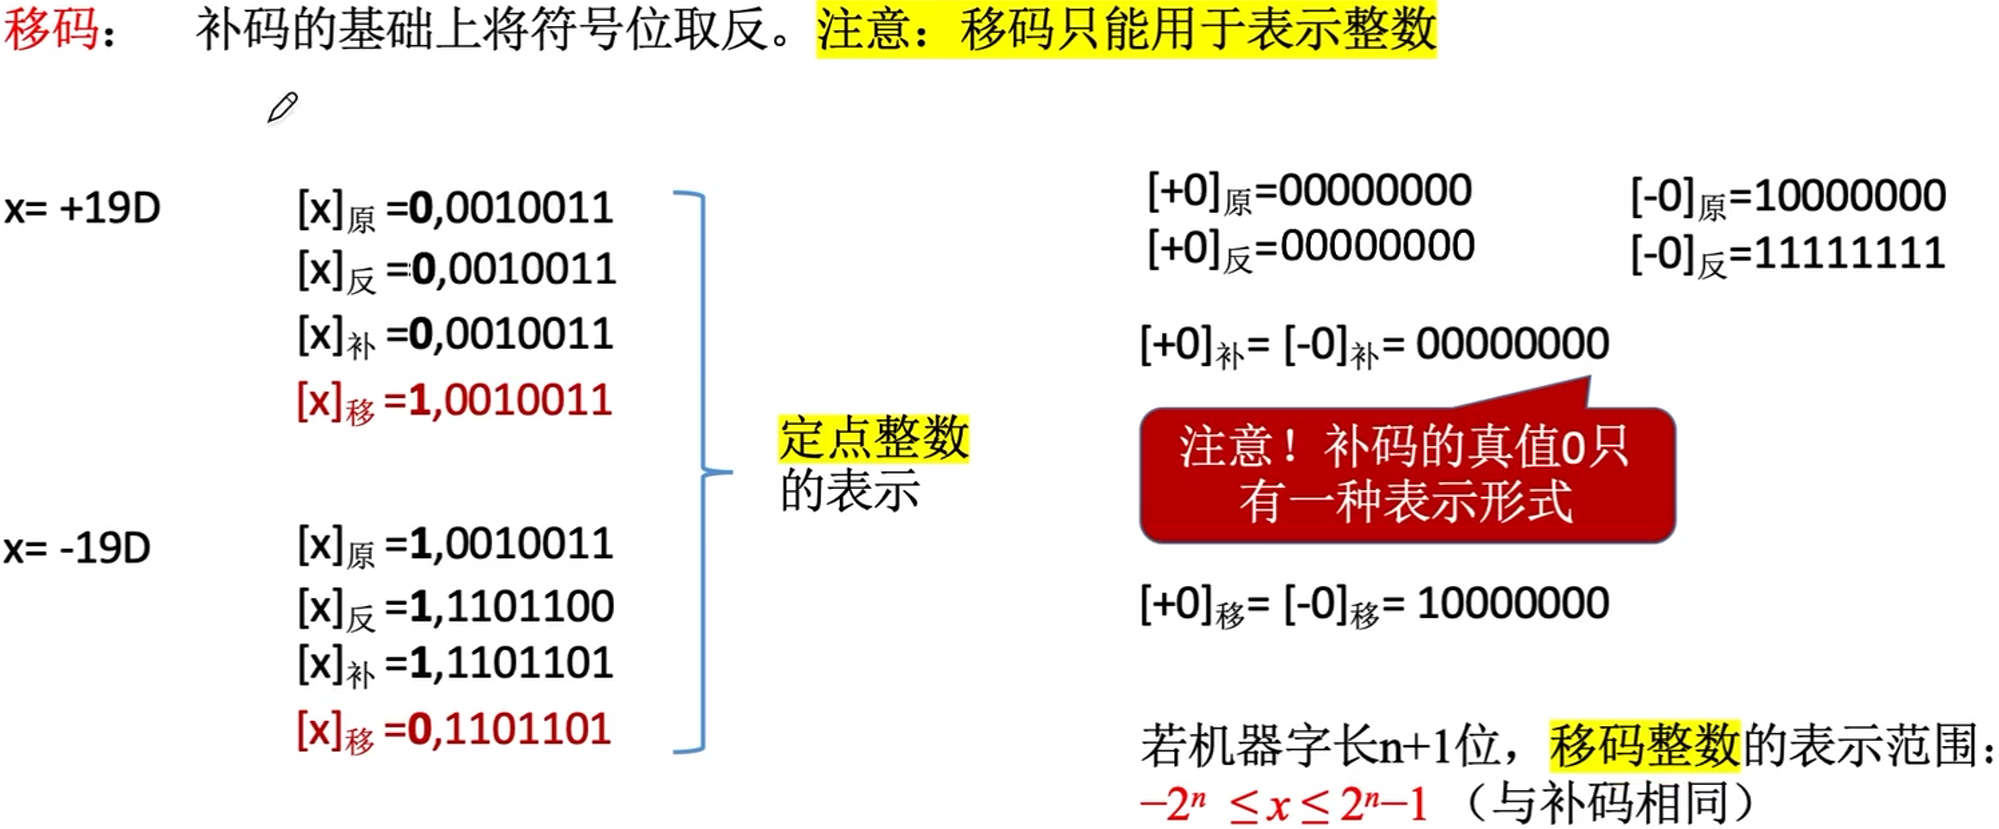 移码： 补码的基础上将符号位取反。注意：移码只能用于表示整数
x= +19D
[x]原 =0,0010011
[x]反 =0,0010011
[x]补 =0,0010011
[x]移 =1,0010011
x= -19D
[x]原 =1,0010011
[x]反 =1,1101100
[x]补 =1,1101101
[x]移 =0,1101101
定点整数
的表示
[+0]原=00000000 [-0]原=10000000
[+0]反=00000000 [-0]反=11111111
[+0]补= [-0]补= 00000000
注意！补码的真值0只
有一种表示形式
[+0]移= [-0]移= 10000000
若机器字长n+1位，移码整数的表示范围：
−2ⁿ ≤ x ≤ 2ⁿ−1 （与补码相同）